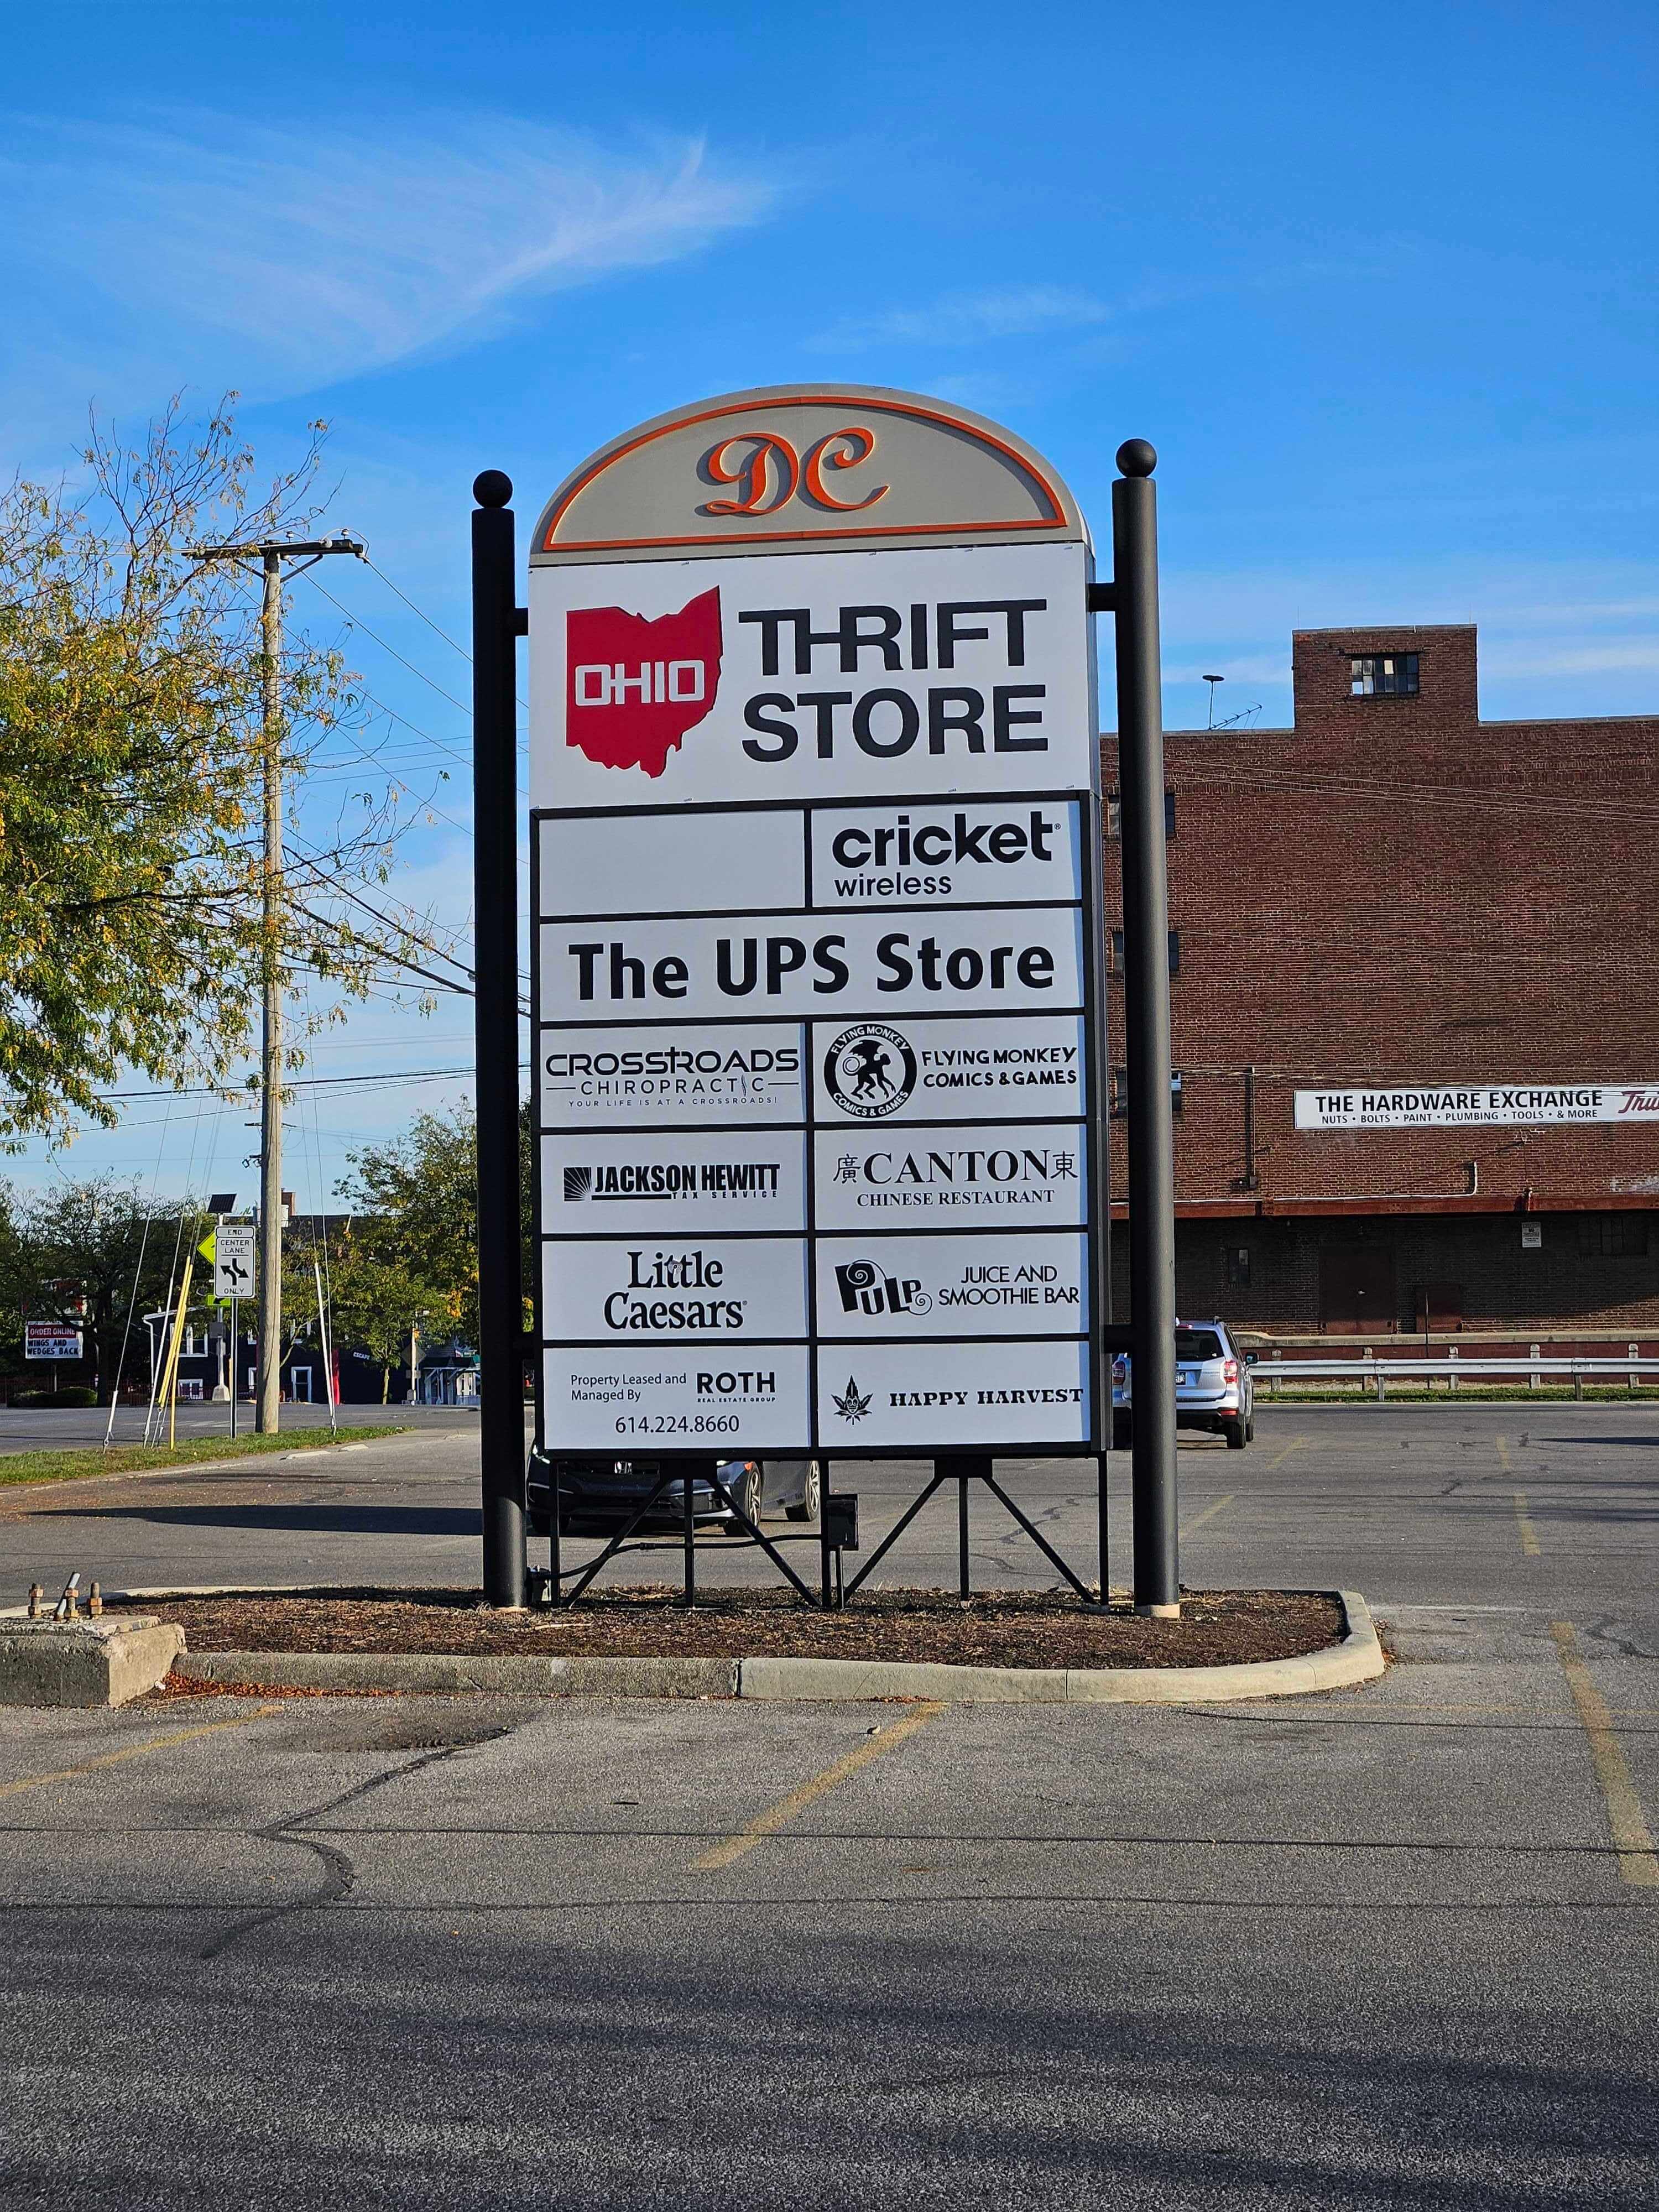 DC
OHIO
THRIFT
STORE
cricket®
wireless
The UPS Store
CROSSROADS
CHIROPRACTIC
YOUR LIFE IS AT A CROSSROADS!
FLYING MONKEY
COMICS & GAMES
FLYING MONKEY
COMICS & GAMES
JACKSON HEWITT
TAX SERVICE
廣CANTON東
CHINESE RESTAURANT
Little
Caesars®
PULP
JUICE AND
SMOOTHIE BAR
Property Leased and
Managed By
ROTH
REAL ESTATE GROUP
614.224.8660
HAPPY HARVEST
THE HARDWARE EXCHANGE
NUTS • BOLTS • PAINT • PLUMBING • TOOLS • & MORE
END
CENTER
LANE
ONLY
ORDER ONLINE
WINGS AND
WEDGES BACK